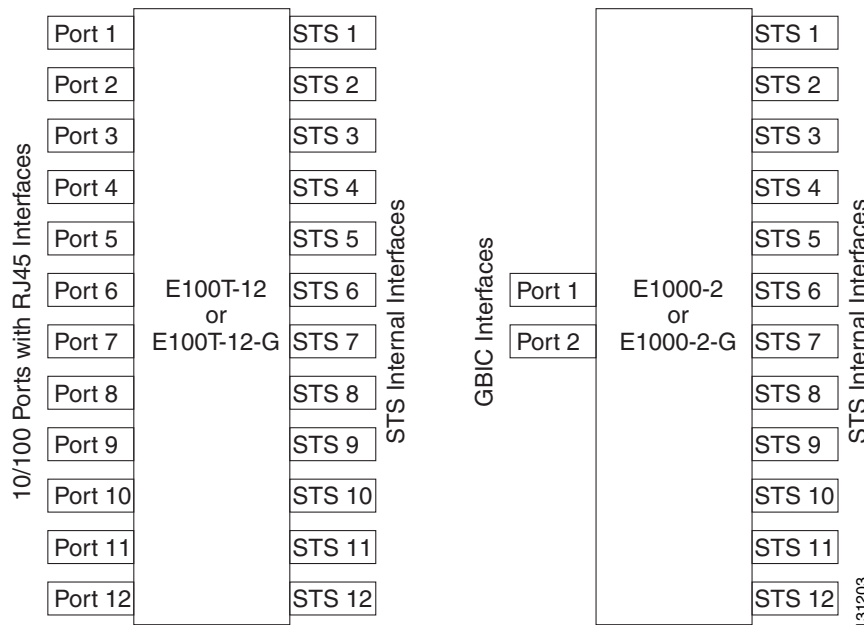 10/100 Ports with RJ45 Interfaces
Port 1
Port 2
Port 3
Port 4
Port 5
Port 6
Port 7
Port 8
Port 9
Port 10
Port 11
Port 12
E100T-12
or
E100T-12-G
STS 1
STS 2
STS 3
STS 4
STS 5
STS 6
STS 7
STS 8
STS 9
STS 10
STS 11
STS 12
STS Internal Interfaces
GBIC Interfaces
Port 1
Port 2
E1000-2
or
E1000-2-G
STS 1
STS 2
STS 3
STS 4
STS 5
STS 6
STS 7
STS 8
STS 9
STS 10
STS 11
STS 12
STS Internal Interfaces
131203